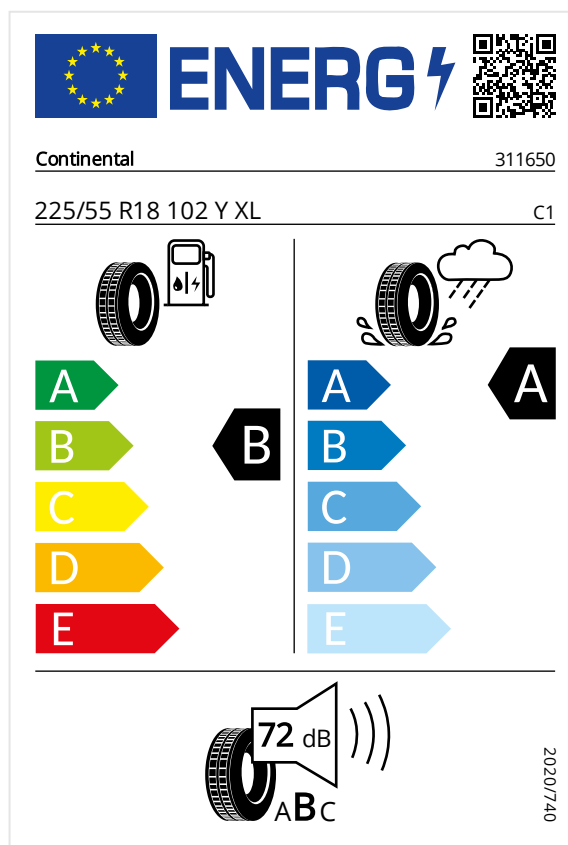 ENERG
Continental 311650
225/55 R18 102 Y XL C1
A A A
B B B
C C
D D
E E
72 dB
ABC
2020/740